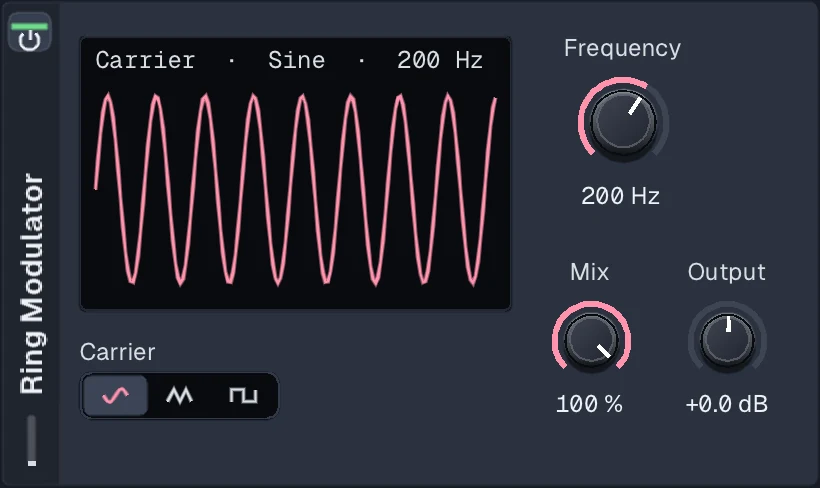 Ring Modulator
Carrier · Sine · 200 Hz
Frequency
200 Hz
Mix
100 %
Output
+0.0 dB
Carrier